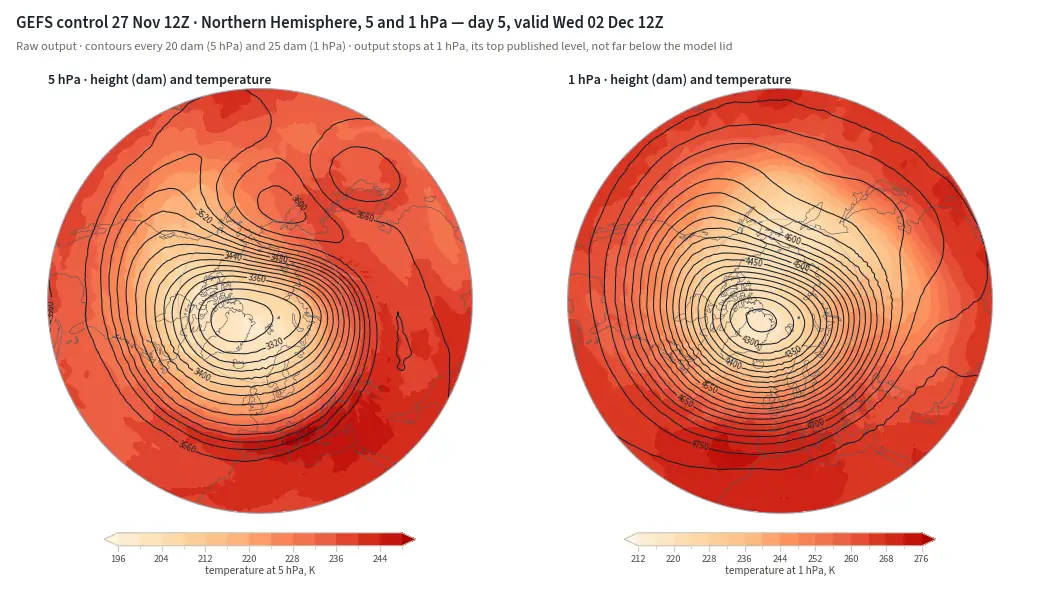 GEFS control 27 Nov 12Z · Northern Hemisphere, 5 and 1 hPa — day 5, valid Wed 02 Dec 12Z
Raw output · contours every 20 dam (5 hPa) and 25 dam (1 hPa) · output stops at 1 hPa, its top published level, not far below the model lid
5 hPa · height (dam) and temperature
1 hPa · height (dam) and temperature
3600
3520
3660
3360
3320
3400
3560
4600
4450
4500
4300
4350
4400
4550
4650
4700
4750
196 204 212 220 228 236 244
temperature at 5 hPa, K
212 220 228 236 244 252 260 268 276
temperature at 1 hPa, K